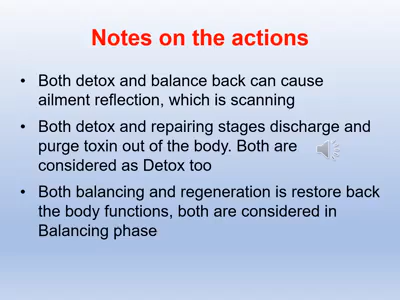 Notes on the actions
• Both detox and balance back can cause
ailment reflection, which is scanning
• Both detox and repairing stages discharge and
purge toxin out of the body. Both are
considered as Detox too
• Both balancing and regeneration is restore back
the body functions, both are considered in
Balancing phase